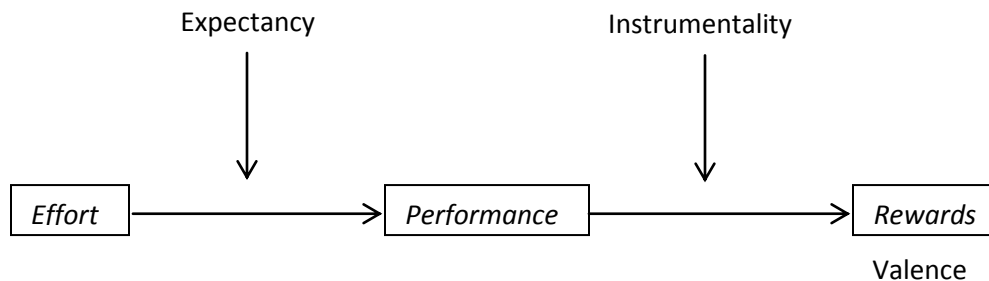 Expectancy
Instrumentality
Effort
Performance
Rewards
Valence